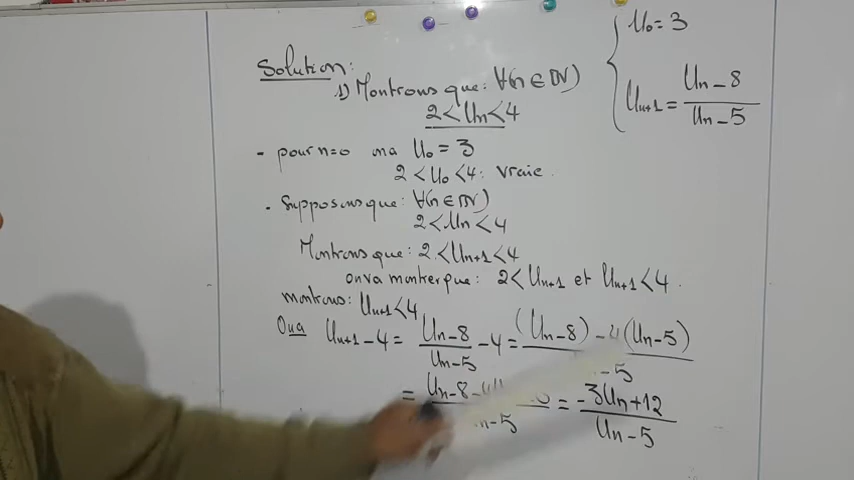 U₀ = 3
Uₙ₊₁ = (Uₙ - 8) / (Uₙ - 5)
Solution:
1) Montrons que: ∀(n ∈ IN)
2 < Uₙ < 4
- pour n=0 ona U₀ = 3
2 < U₀ < 4 : vraie.
. Supposons que: ∀(n ∈ IN)
2 < Uₙ < 4
Montrons que: 2 < Uₙ₊₁ < 4
on va montrer que: 2 < Uₙ₊₁ et Uₙ₊₁ < 4.
montrons: Uₙ₊₁ < 4
Ona Uₙ₊₁ - 4 = (Uₙ - 8) / (Uₙ - 5) - 4 = (Uₙ - 8) - 4(Uₙ - 5) / - 5
= Uₙ - 8 - / - 5 = (-3Uₙ + 12) / (Uₙ - 5)